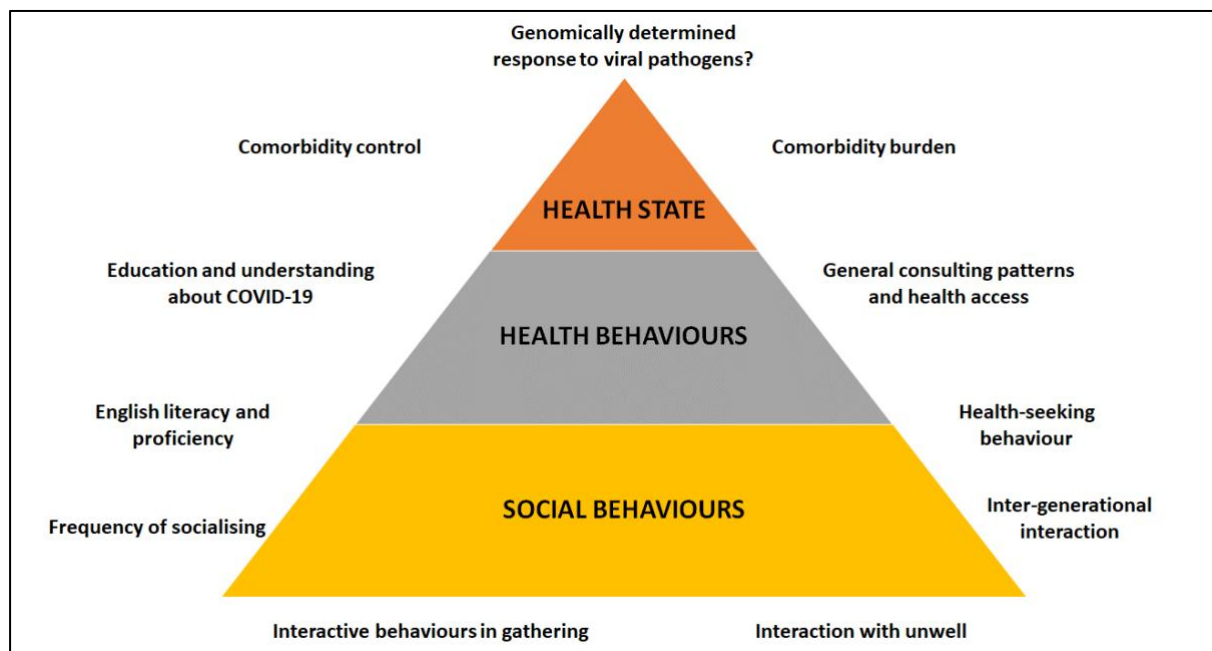 Genomically determined
response to viral pathogens?
Comorbidity control
Comorbidity burden
HEALTH STATE
Education and understanding
about COVID-19
General consulting patterns
and health access
HEALTH BEHAVIOURS
English literacy and
proficiency
Health-seeking
behaviour
SOCIAL BEHAVIOURS
Frequency of socialising
Inter-generational
interaction
Interactive behaviours in gathering
Interaction with unwell